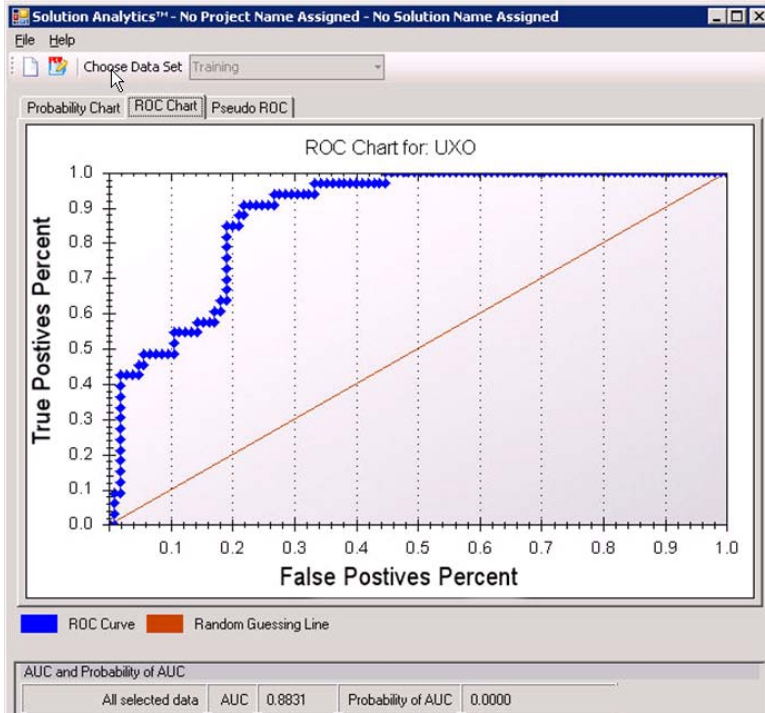 Solution Analytics™ - No Project Name Assigned - No Solution Name Assigned
File Help
Choose Data Set Training
Probability Chart ROC Chart Pseudo ROC
ROC Chart for: UXO
1.0
0.9
0.8
0.7
0.6
0.5
0.4
0.3
0.2
0.1
0.0
True Postives Percent
0.1 0.2 0.3 0.4 0.5 0.6 0.7 0.8 0.9 1.0
False Postives Percent
ROC Curve Random Guessing Line
AUC and Probability of AUC
All selected data AUC 0.8831 Probability of AUC 0.0000